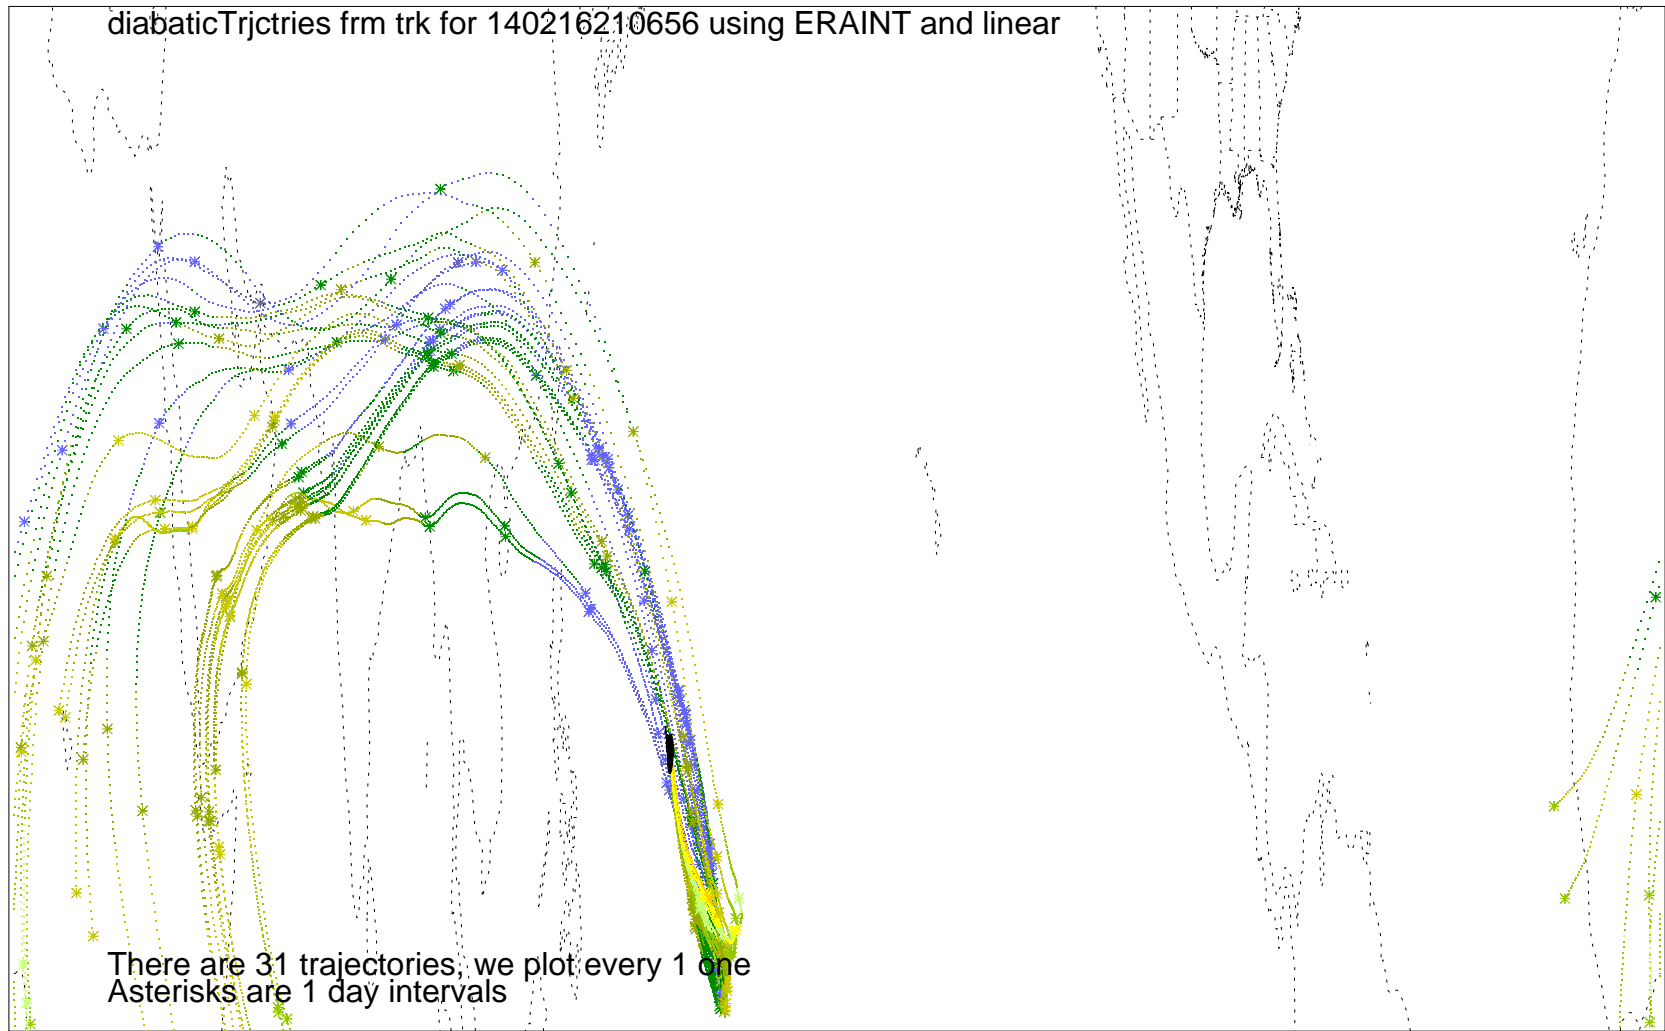 diabaticTrjctries frm trk for 140216210656 using ERAINT and linear
There are 31 trajectories, we plot every 1 one
Asterisks are 1 day intervals